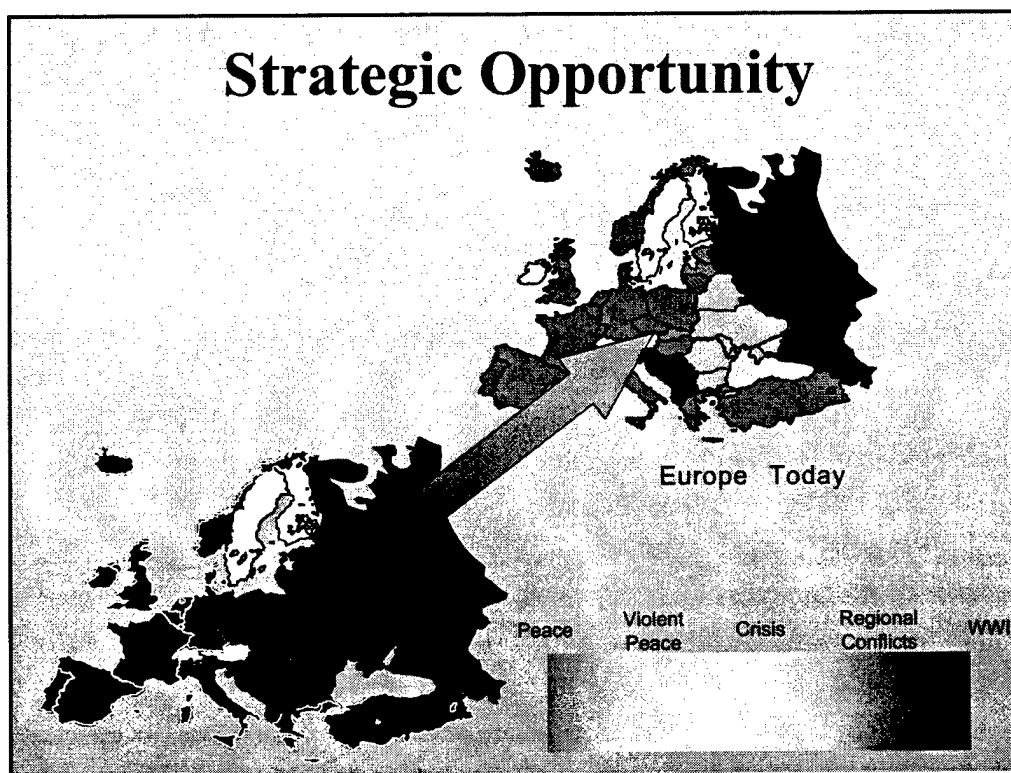 Strategic Opportunity
Europe Today
Peace
Violent
Peace
Crisis
Regional
Conflicts